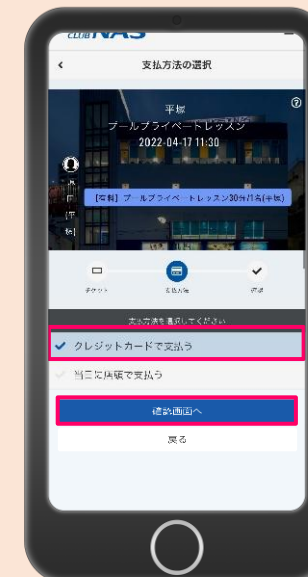 CLUB NAS
支払方法の選択
平塚
プールプライベートレッスン
2022-04-17 11:30
【有料】プールプライベートレッスン30分/1名(平塚)
チケット
支払方法
確認
支払方法を選択してください
クレジットカードで支払う
当日に店頭で支払う
確認画面へ
戻る